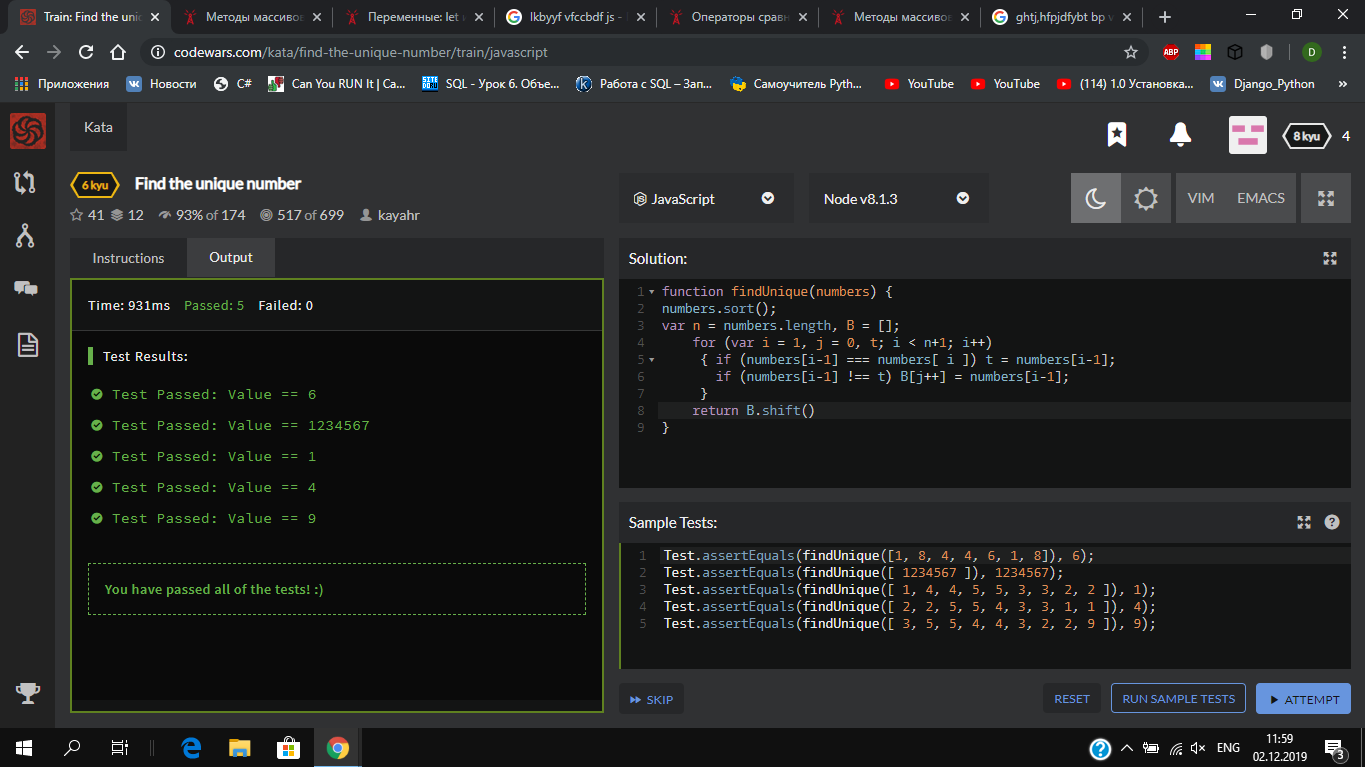 Train: Find the uniq
Методы массивов
Переменные: let и
lkbyyf vfccbdf js -
Операторы сравн
Методы массивов
ghtj,hfpjdfybt bp v
codewars.com/kata/find-the-unique-number/train/javascript
ABP
D
Приложения
Новости
C#
Can You RUN It | Ca...
SQL - Урок 6. Объе...
Работа с SQL – Зап...
Самоучитель Pyth...
YouTube
YouTube
(114) 1.0 Установка...
Django_Python
»
Kata
8 kyu 4
6 kyu Find the unique number
41 12 93% of 174 517 of 699 kayahr
JavaScript
Node v8.1.3
VIM EMACS
Instructions Output
Time: 931ms Passed: 5 Failed: 0
Test Results:
Test Passed: Value == 6
Test Passed: Value == 1234567
Test Passed: Value == 1
Test Passed: Value == 4
Test Passed: Value == 9
You have passed all of the tests! :)
Solution:
1 function findUnique(numbers) {
2 numbers.sort();
3 var n = numbers.length, B = [];
4 for (var i = 1, j = 0, t; i < n+1; i++)
5 { if (numbers[i-1] === numbers[ i ]) t = numbers[i-1];
6 if (numbers[i-1] !== t) B[j++] = numbers[i-1];
7 }
8 return B.shift()
9 }
Sample Tests:
1 Test.assertEquals(findUnique([1, 8, 4, 4, 6, 1, 8]), 6);
2 Test.assertEquals(findUnique([ 1234567 ]), 1234567);
3 Test.assertEquals(findUnique([ 1, 4, 4, 5, 5, 3, 3, 2, 2 ]), 1);
4 Test.assertEquals(findUnique([ 2, 2, 5, 5, 4, 3, 3, 1, 1 ]), 4);
5 Test.assertEquals(findUnique([ 3, 5, 5, 4, 4, 3, 2, 2, 9 ]), 9);
SKIP
RESET
RUN SAMPLE TESTS
ATTEMPT
ENG
11:59
02.12.2019
3